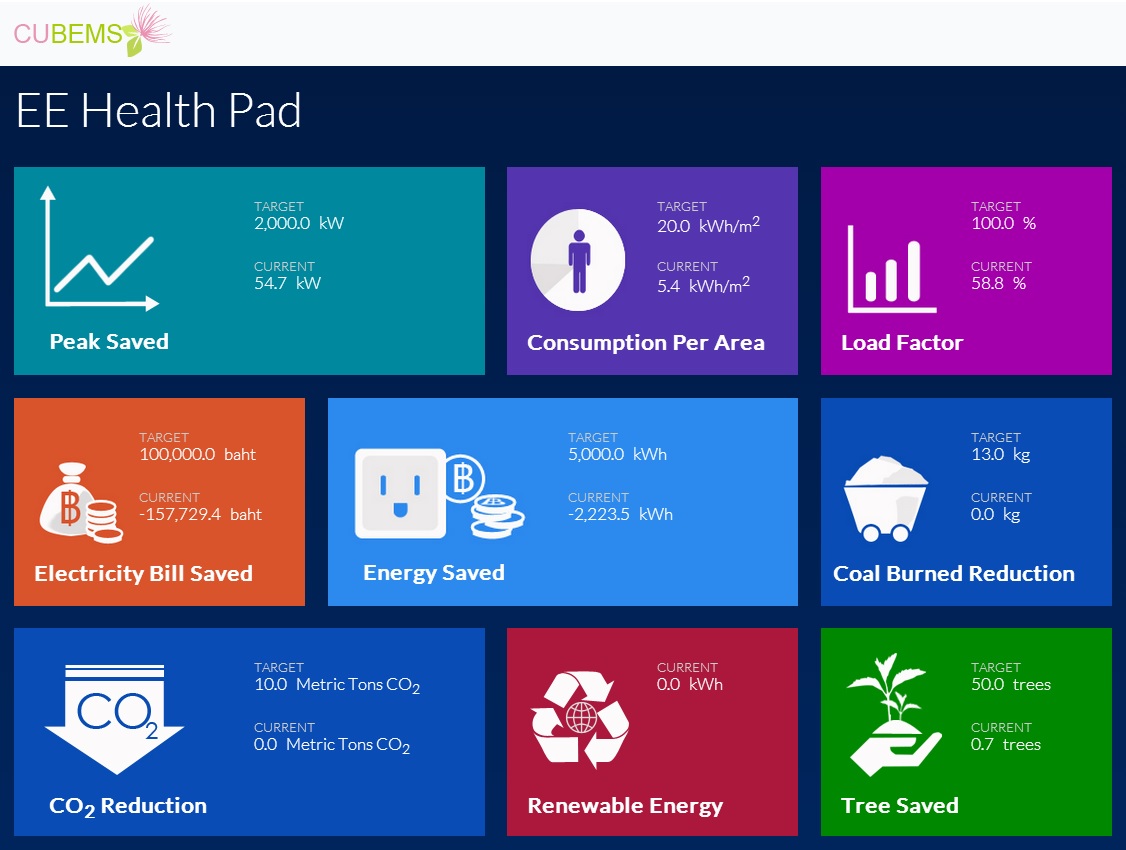 CUBEMS
EE Health Pad
TARGET
2,000.0 kW
CURRENT
54.7 kW
Peak Saved
TARGET
20.0 kWh/m²
CURRENT
5.4 kWh/m²
Consumption Per Area
TARGET
100.0 %
CURRENT
58.8 %
Load Factor
TARGET
100,000.0 baht
CURRENT
-157,729.4 baht
฿
Electricity Bill Saved
TARGET
5,000.0 kWh
CURRENT
-2,223.5 kWh
฿
Energy Saved
TARGET
13.0 kg
CURRENT
0.0 kg
Coal Burned Reduction
TARGET
10.0 Metric Tons CO₂
CURRENT
0.0 Metric Tons CO₂
CO₂
CO₂ Reduction
CURRENT
0.0 kWh
Renewable Energy
TARGET
50.0 trees
CURRENT
0.7 trees
Tree Saved